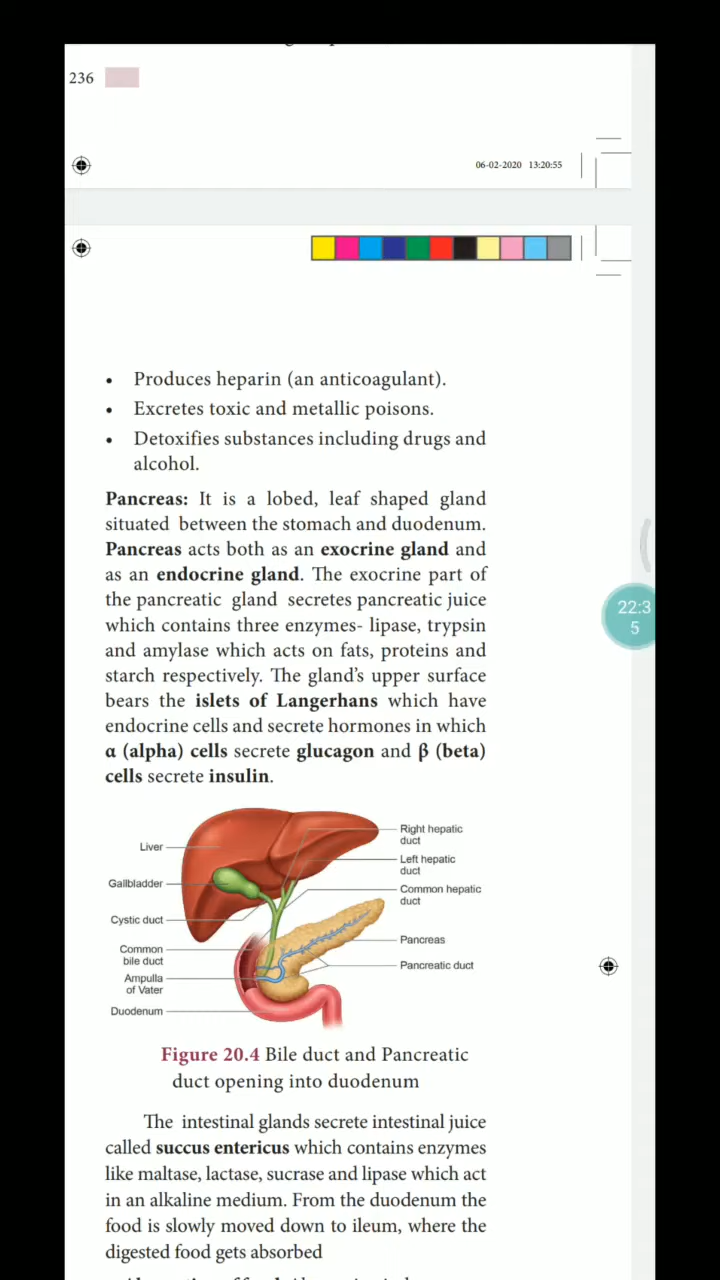 236
06-02-2020 13:20:55
• Produces heparin (an anticoagulant).
• Excretes toxic and metallic poisons.
• Detoxifies substances including drugs and
alcohol.
Pancreas: It is a lobed, leaf shaped gland
situated between the stomach and duodenum.
Pancreas acts both as an exocrine gland and
as an endocrine gland. The exocrine part of
the pancreatic gland secretes pancreatic juice
which contains three enzymes- lipase, trypsin
and amylase which acts on fats, proteins and
starch respectively. The gland's upper surface
bears the islets of Langerhans which have
endocrine cells and secrete hormones in which
α (alpha) cells secrete glucagon and β (beta)
cells secrete insulin.
22:3
5
Liver
Gallbladder
Cystic duct
Common
bile duct
Ampulla
of Vater
Duodenum
Right hepatic
duct
Left hepatic
duct
Common hepatic
duct
Pancreas
Pancreatic duct
Figure 20.4 Bile duct and Pancreatic
duct opening into duodenum
The intestinal glands secrete intestinal juice
called succus entericus which contains enzymes
like maltase, lactase, sucrase and lipase which act
in an alkaline medium. From the duodenum the
food is slowly moved down to ileum, where the
digested food gets absorbed